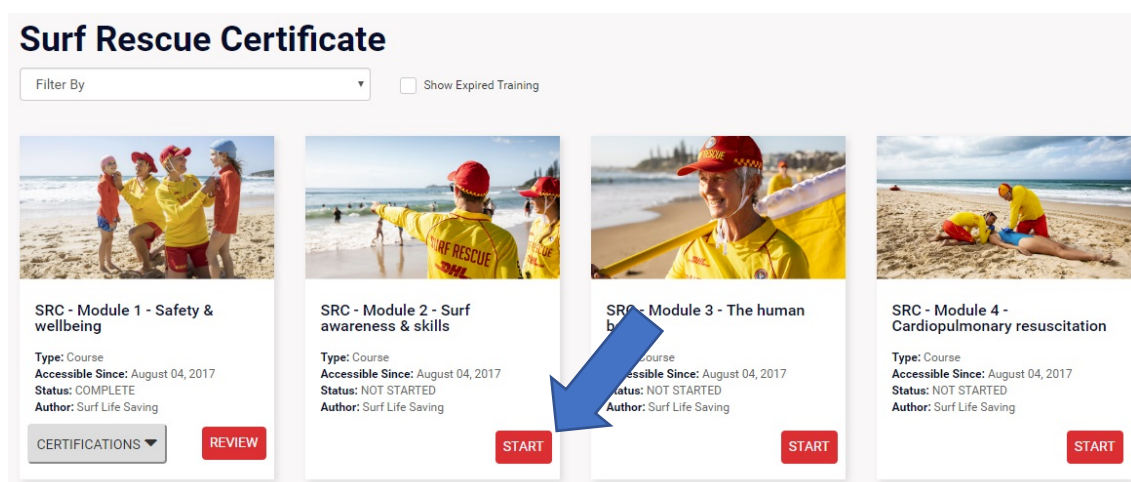 Surf Rescue Certificate
Filter By
Show Expired Training
SURF RESCUE
DHL
RESCUE
SRC - Module 1 - Safety &
wellbeing
Type: Course
Accessible Since: August 04, 2017
Status: COMPLETE
Author: Surf Life Saving
CERTIFICATIONS
REVIEW
SRC - Module 2 - Surf
awareness & skills
Type: Course
Accessible Since: August 04, 2017
Status: NOT STARTED
Author: Surf Life Saving
START
SRC - Module 3 - The human
Course
Since: August 04, 2017
NOT STARTED
Author: Surf Life Saving
START
SRC - Module 4 -
Cardiopulmonary resuscitation
Type: Course
Accessible Since: August 04, 2017
Status: NOT STARTED
Author: Surf Life Saving
START